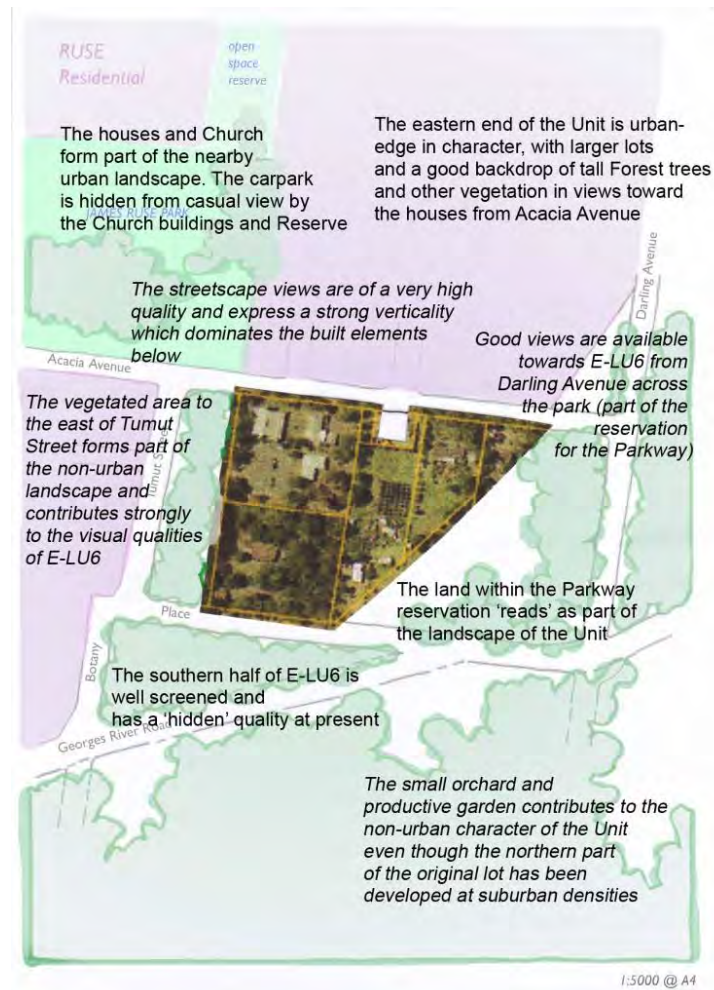 RUSE
Residential
open
space
reserve
The houses and Church
form part of the nearby
urban landscape. The carpark
is hidden from casual view by
the Church buildings and Reserve
JAMES RUSE PARK
The eastern end of the Unit is urban-
edge in character, with larger lots
and a good backdrop of tall Forest trees
and other vegetation in views toward
the houses from Acacia Avenue
Darling Avenue
The streetscape views are of a very high
quality and express a strong verticality
which dominates the built elements
below
Acacia Avenue
Good views are available
towards E-LU6 from
Darling Avenue across
the park (part of the
reservation
for the Parkway)
The vegetated area to
the east of Tumut
Street forms part of
the non-urban
landscape and
contributes strongly
to the visual qualities
of E-LU6
Tumut Street
Place
The land within the Parkway
reservation ‘reads’ as part of
the landscape of the Unit
Botany
The southern half of E-LU6 is
well screened and
has a ‘hidden’ quality at present
Georges River Road
The small orchard and
productive garden contributes to the
non-urban character of the Unit
even though the northern part
of the original lot has been
developed at suburban densities
1:5000 @ A4